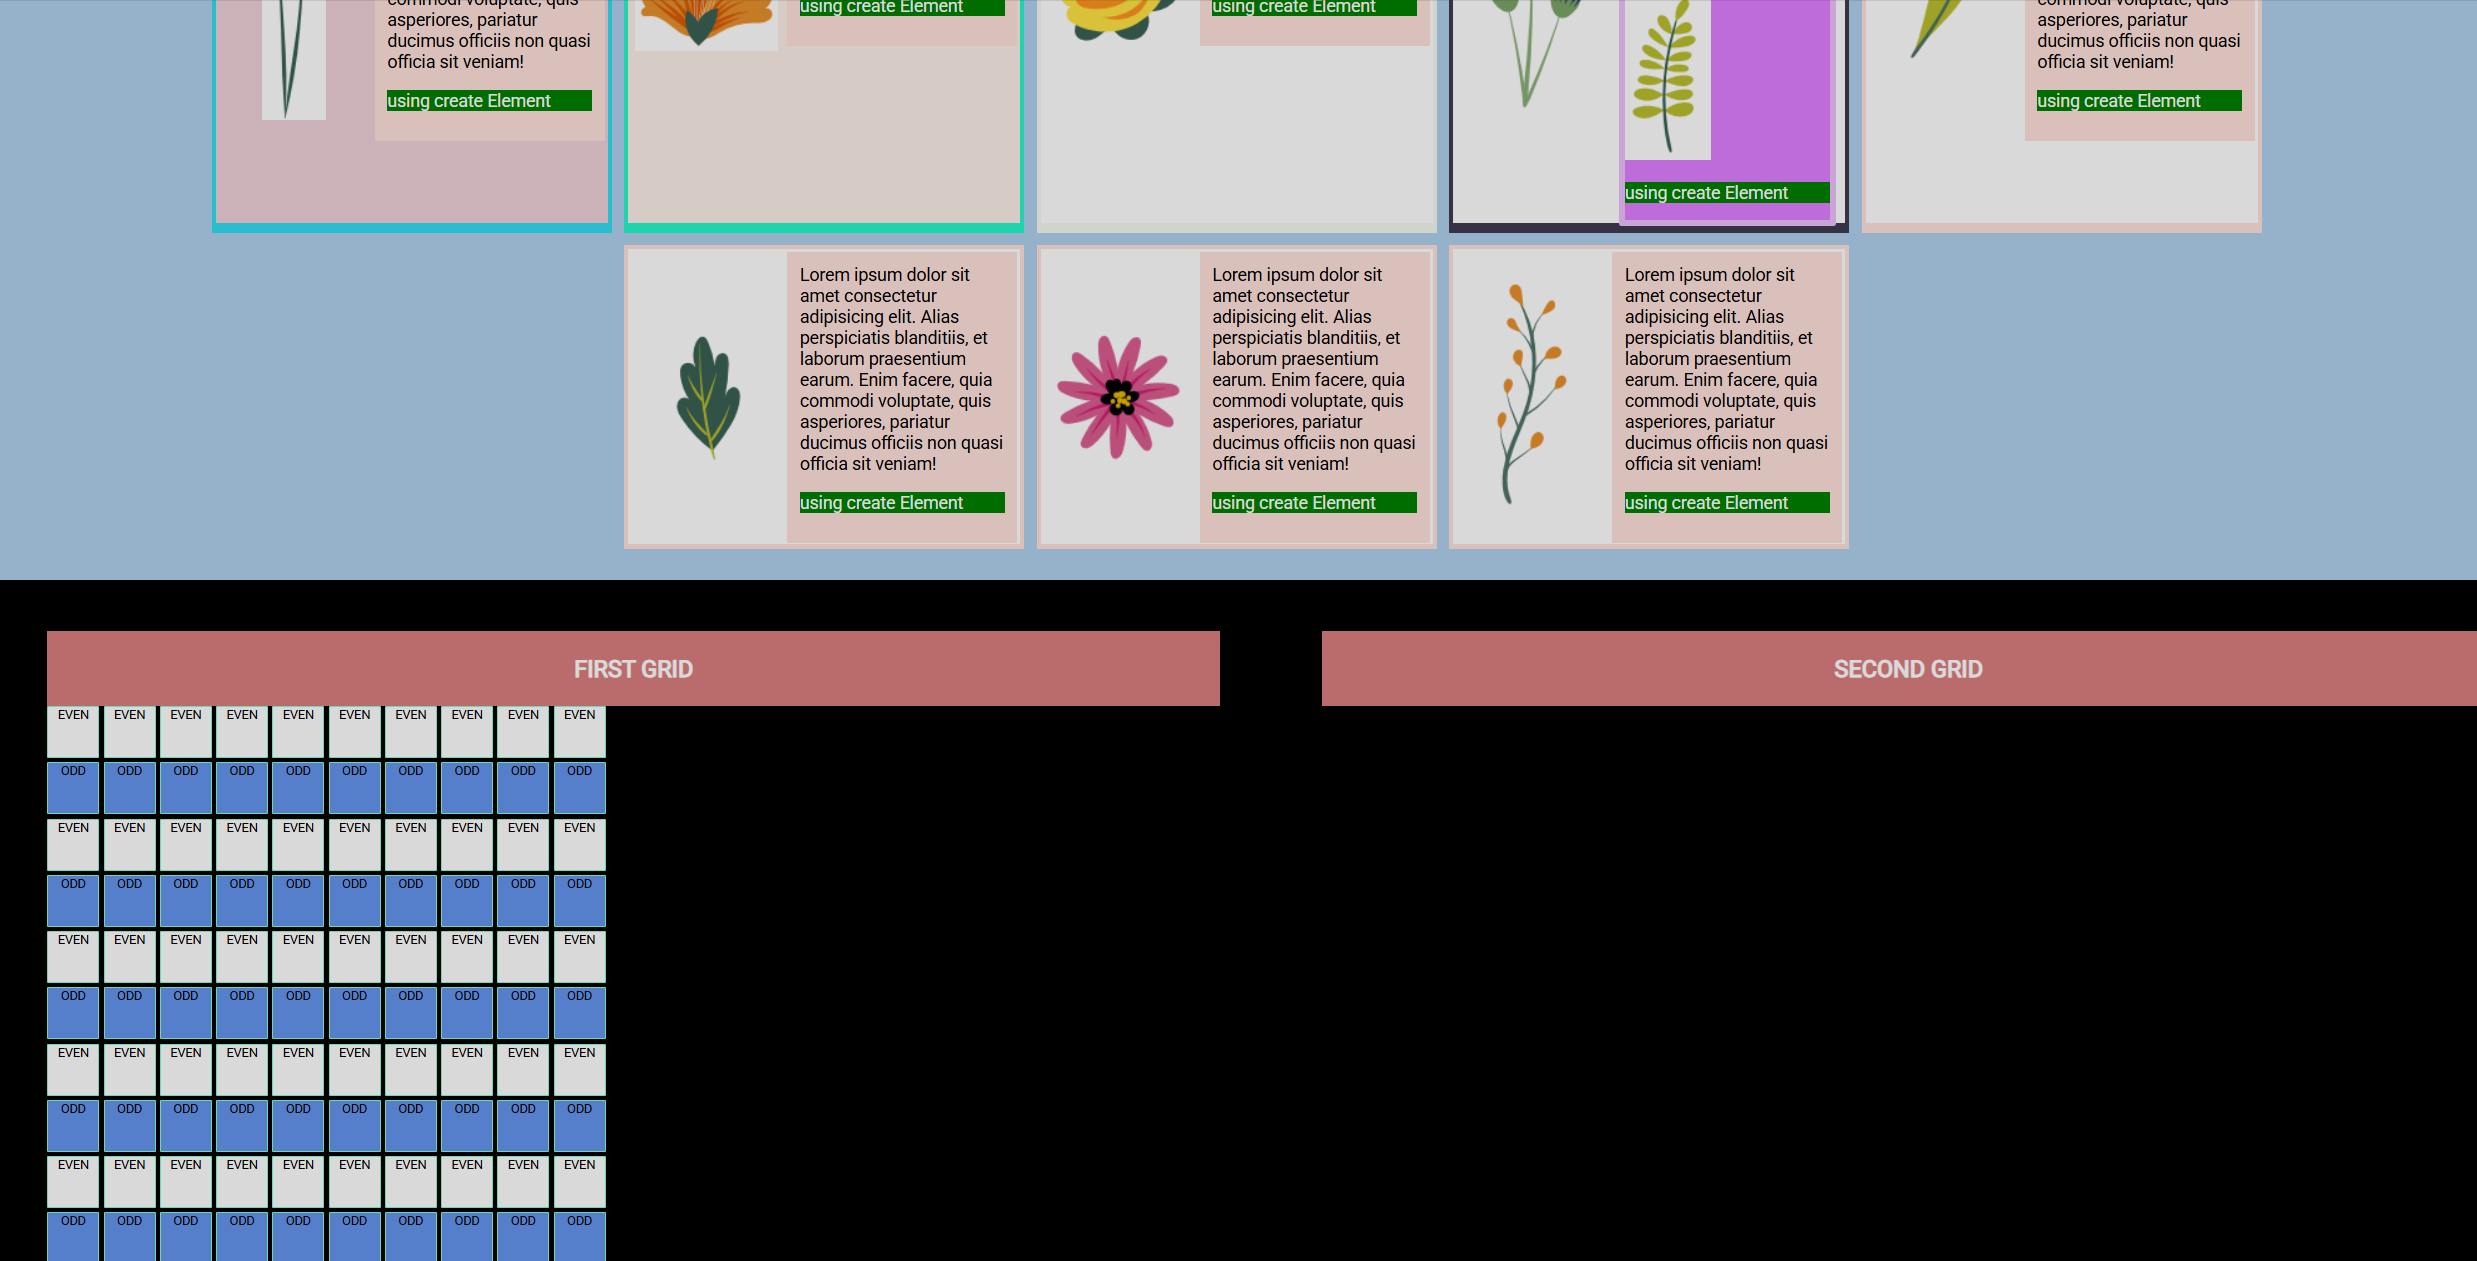 commodi voluptate, quis
asperiores, pariatur
ducimus officiis non quasi
officia sit veniam!
using create Element
using create Element
using create Element
using create Element
commodi voluptate, quis
asperiores, pariatur
ducimus officiis non quasi
officia sit veniam!
using create Element
Lorem ipsum dolor sit
amet consectetur
adipisicing elit. Alias
perspiciatis blanditiis, et
laborum praesentium
earum. Enim facere, quia
commodi voluptate, quis
asperiores, pariatur
ducimus officiis non quasi
officia sit veniam!
using create Element
Lorem ipsum dolor sit
amet consectetur
adipisicing elit. Alias
perspiciatis blanditiis, et
laborum praesentium
earum. Enim facere, quia
commodi voluptate, quis
asperiores, pariatur
ducimus officiis non quasi
officia sit veniam!
using create Element
Lorem ipsum dolor sit
amet consectetur
adipisicing elit. Alias
perspiciatis blanditiis, et
laborum praesentium
earum. Enim facere, quia
commodi voluptate, quis
asperiores, pariatur
ducimus officiis non quasi
officia sit veniam!
using create Element
FIRST GRID
SECOND GRID
EVEN EVEN EVEN EVEN EVEN EVEN EVEN EVEN EVEN EVEN
ODD ODD ODD ODD ODD ODD ODD ODD ODD ODD
EVEN EVEN EVEN EVEN EVEN EVEN EVEN EVEN EVEN EVEN
ODD ODD ODD ODD ODD ODD ODD ODD ODD ODD
EVEN EVEN EVEN EVEN EVEN EVEN EVEN EVEN EVEN EVEN
ODD ODD ODD ODD ODD ODD ODD ODD ODD ODD
EVEN EVEN EVEN EVEN EVEN EVEN EVEN EVEN EVEN EVEN
ODD ODD ODD ODD ODD ODD ODD ODD ODD ODD
EVEN EVEN EVEN EVEN EVEN EVEN EVEN EVEN EVEN EVEN
ODD ODD ODD ODD ODD ODD ODD ODD ODD ODD